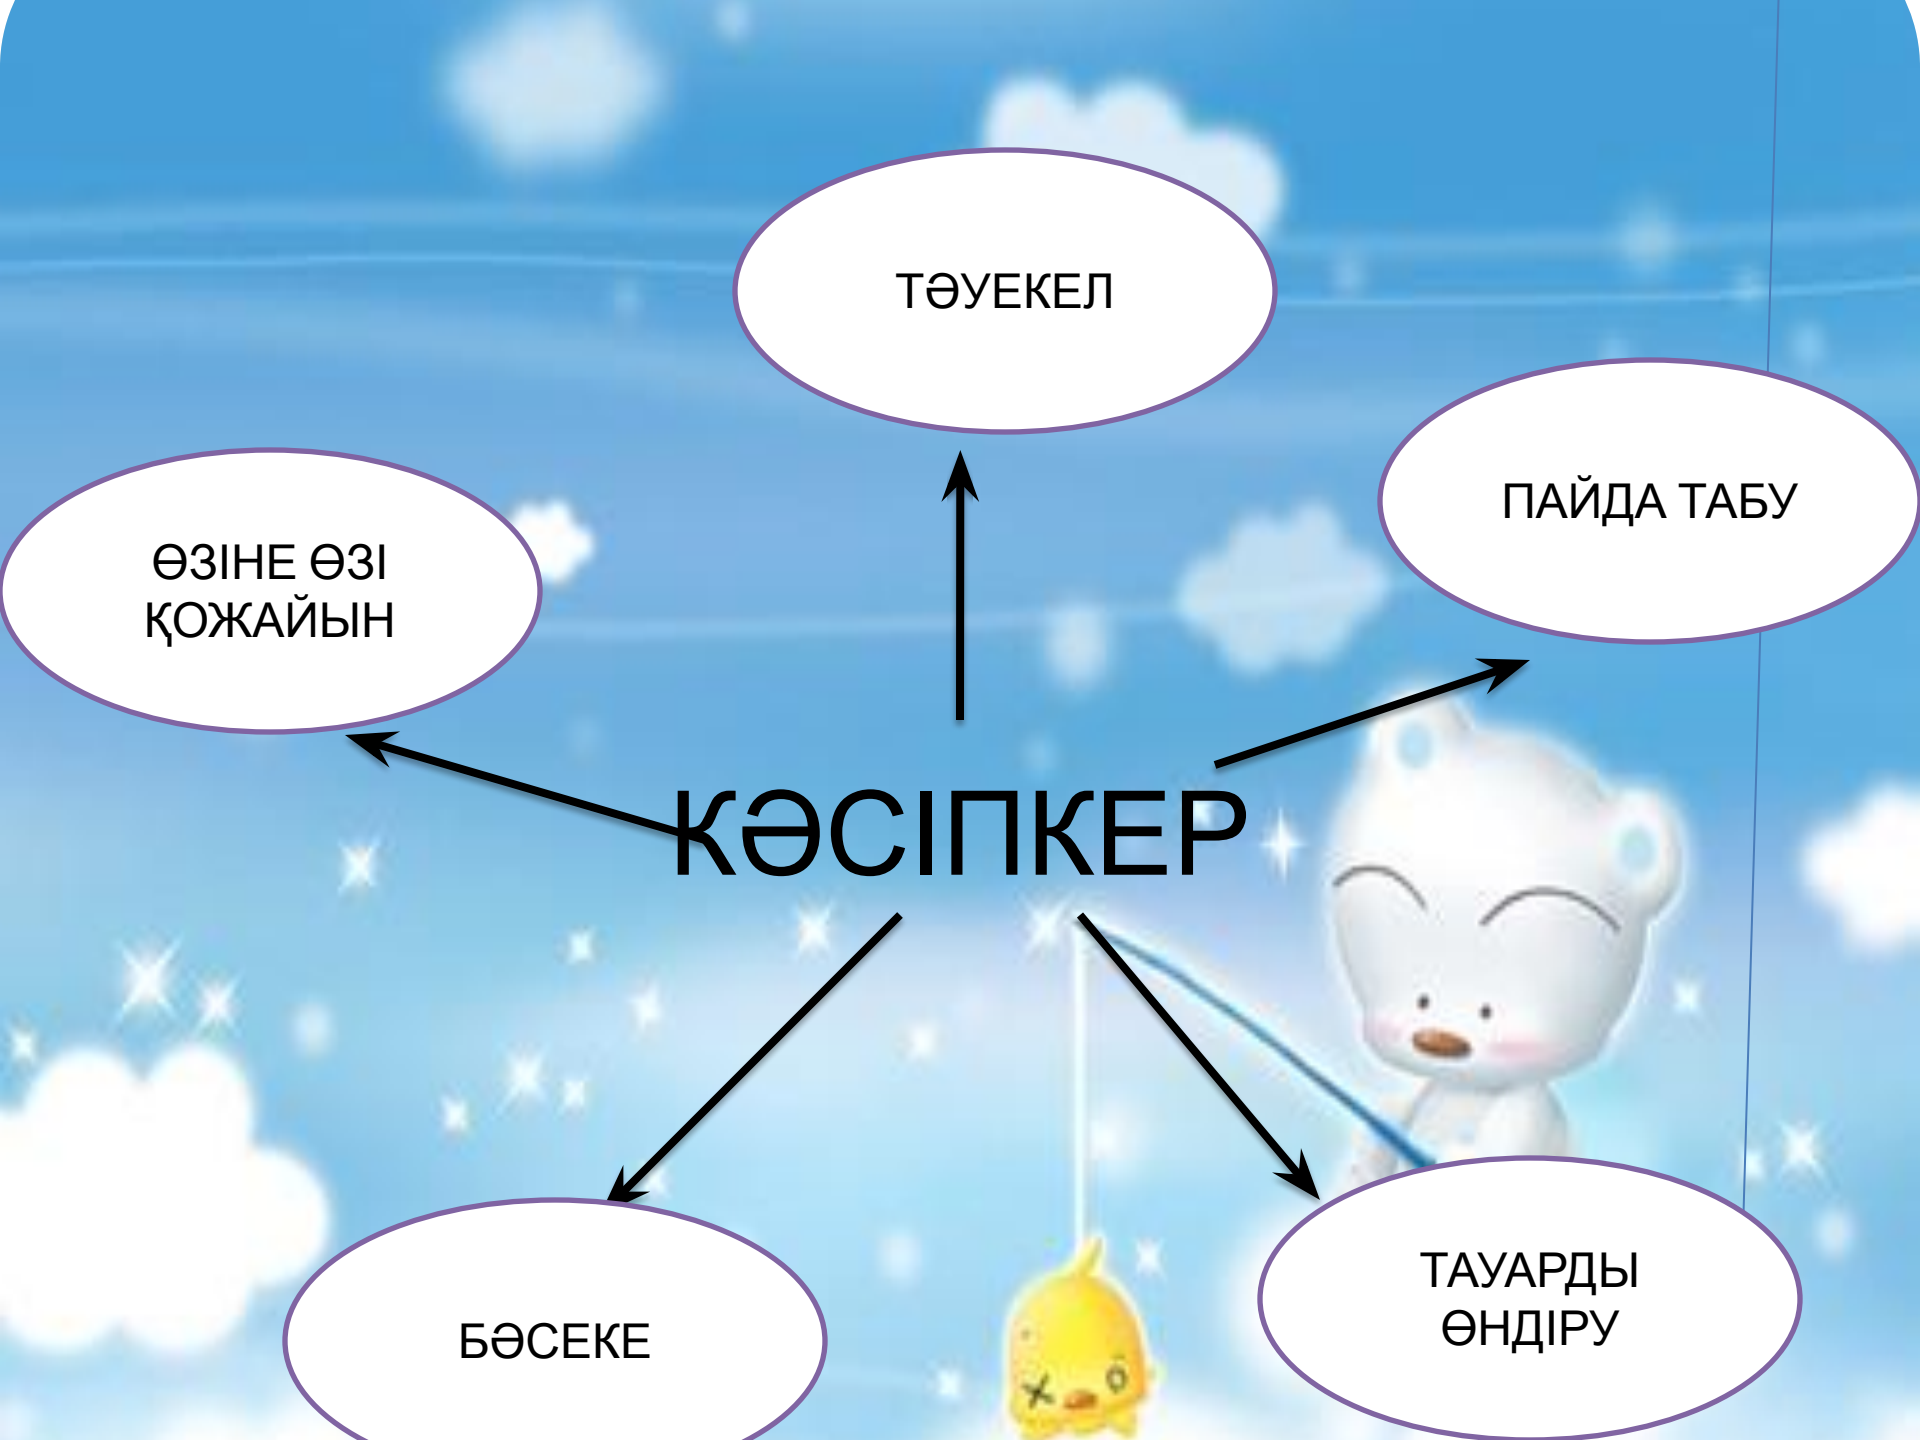 ТӘУЕКЕЛ
ПАЙДА ТАБУ
ӨЗІНЕ ӨЗІ
ҚОЖАЙЫН
КӘСІПКЕР
БӘСЕКЕ
ТАУАРДЫ
ӨНДІРУ